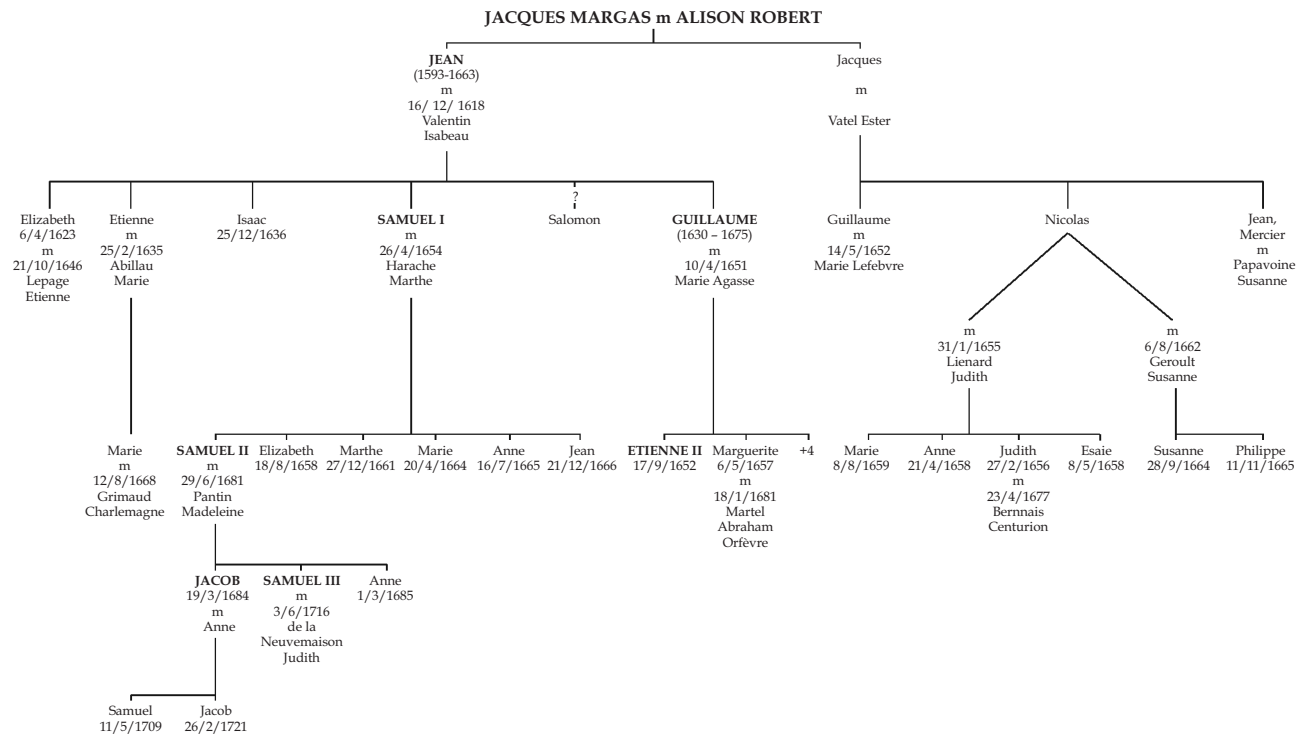 JACQUES MARGAS m ALISON ROBERT
JEAN
(1593-1663)
m
16/ 12/ 1618
Valentin
Isabeau
Jacques
m
Vatel Ester
Elizabeth
6/4/1623
m
21/10/1646
Lepage
Etienne
Etienne
m
25/2/1635
Abillau
Marie
Isaac
25/12/1636
SAMUEL I
m
26/4/1654
Harache
Marthe
?
Salomon
GUILLAUME
(1630 – 1675)
m
10/4/1651
Marie Agasse
Guillaume
m
14/5/1652
Marie Lefebvre
Nicolas
Jean,
Mercier
m
Papavoine
Susanne
m
31/1/1655
Lienard
Judith
m
6/8/1662
Geroult
Susanne
Marie
m
12/8/1668
Grimaud
Charlemagne
SAMUEL II
m
29/6/1681
Pantin
Madeleine
Elizabeth
18/8/1658
Marthe
27/12/1661
Marie
20/4/1664
Anne
16/7/1665
Jean
21/12/1666
ETIENNE II
17/9/1652
Marguerite
6/5/1657
m
18/1/1681
Martel
Abraham
Orfèvre
+4
Marie
8/8/1659
Anne
21/4/1658
Judith
27/2/1656
m
23/4/1677
Bernnais
Centurion
Esaie
8/5/1658
Susanne
28/9/1664
Philippe
11/11/1665
JACOB
19/3/1684
m
Anne
SAMUEL III
m
3/6/1716
de la
Neuvemaison
Judith
Anne
1/3/1685
Samuel
11/5/1709
Jacob
26/2/1721